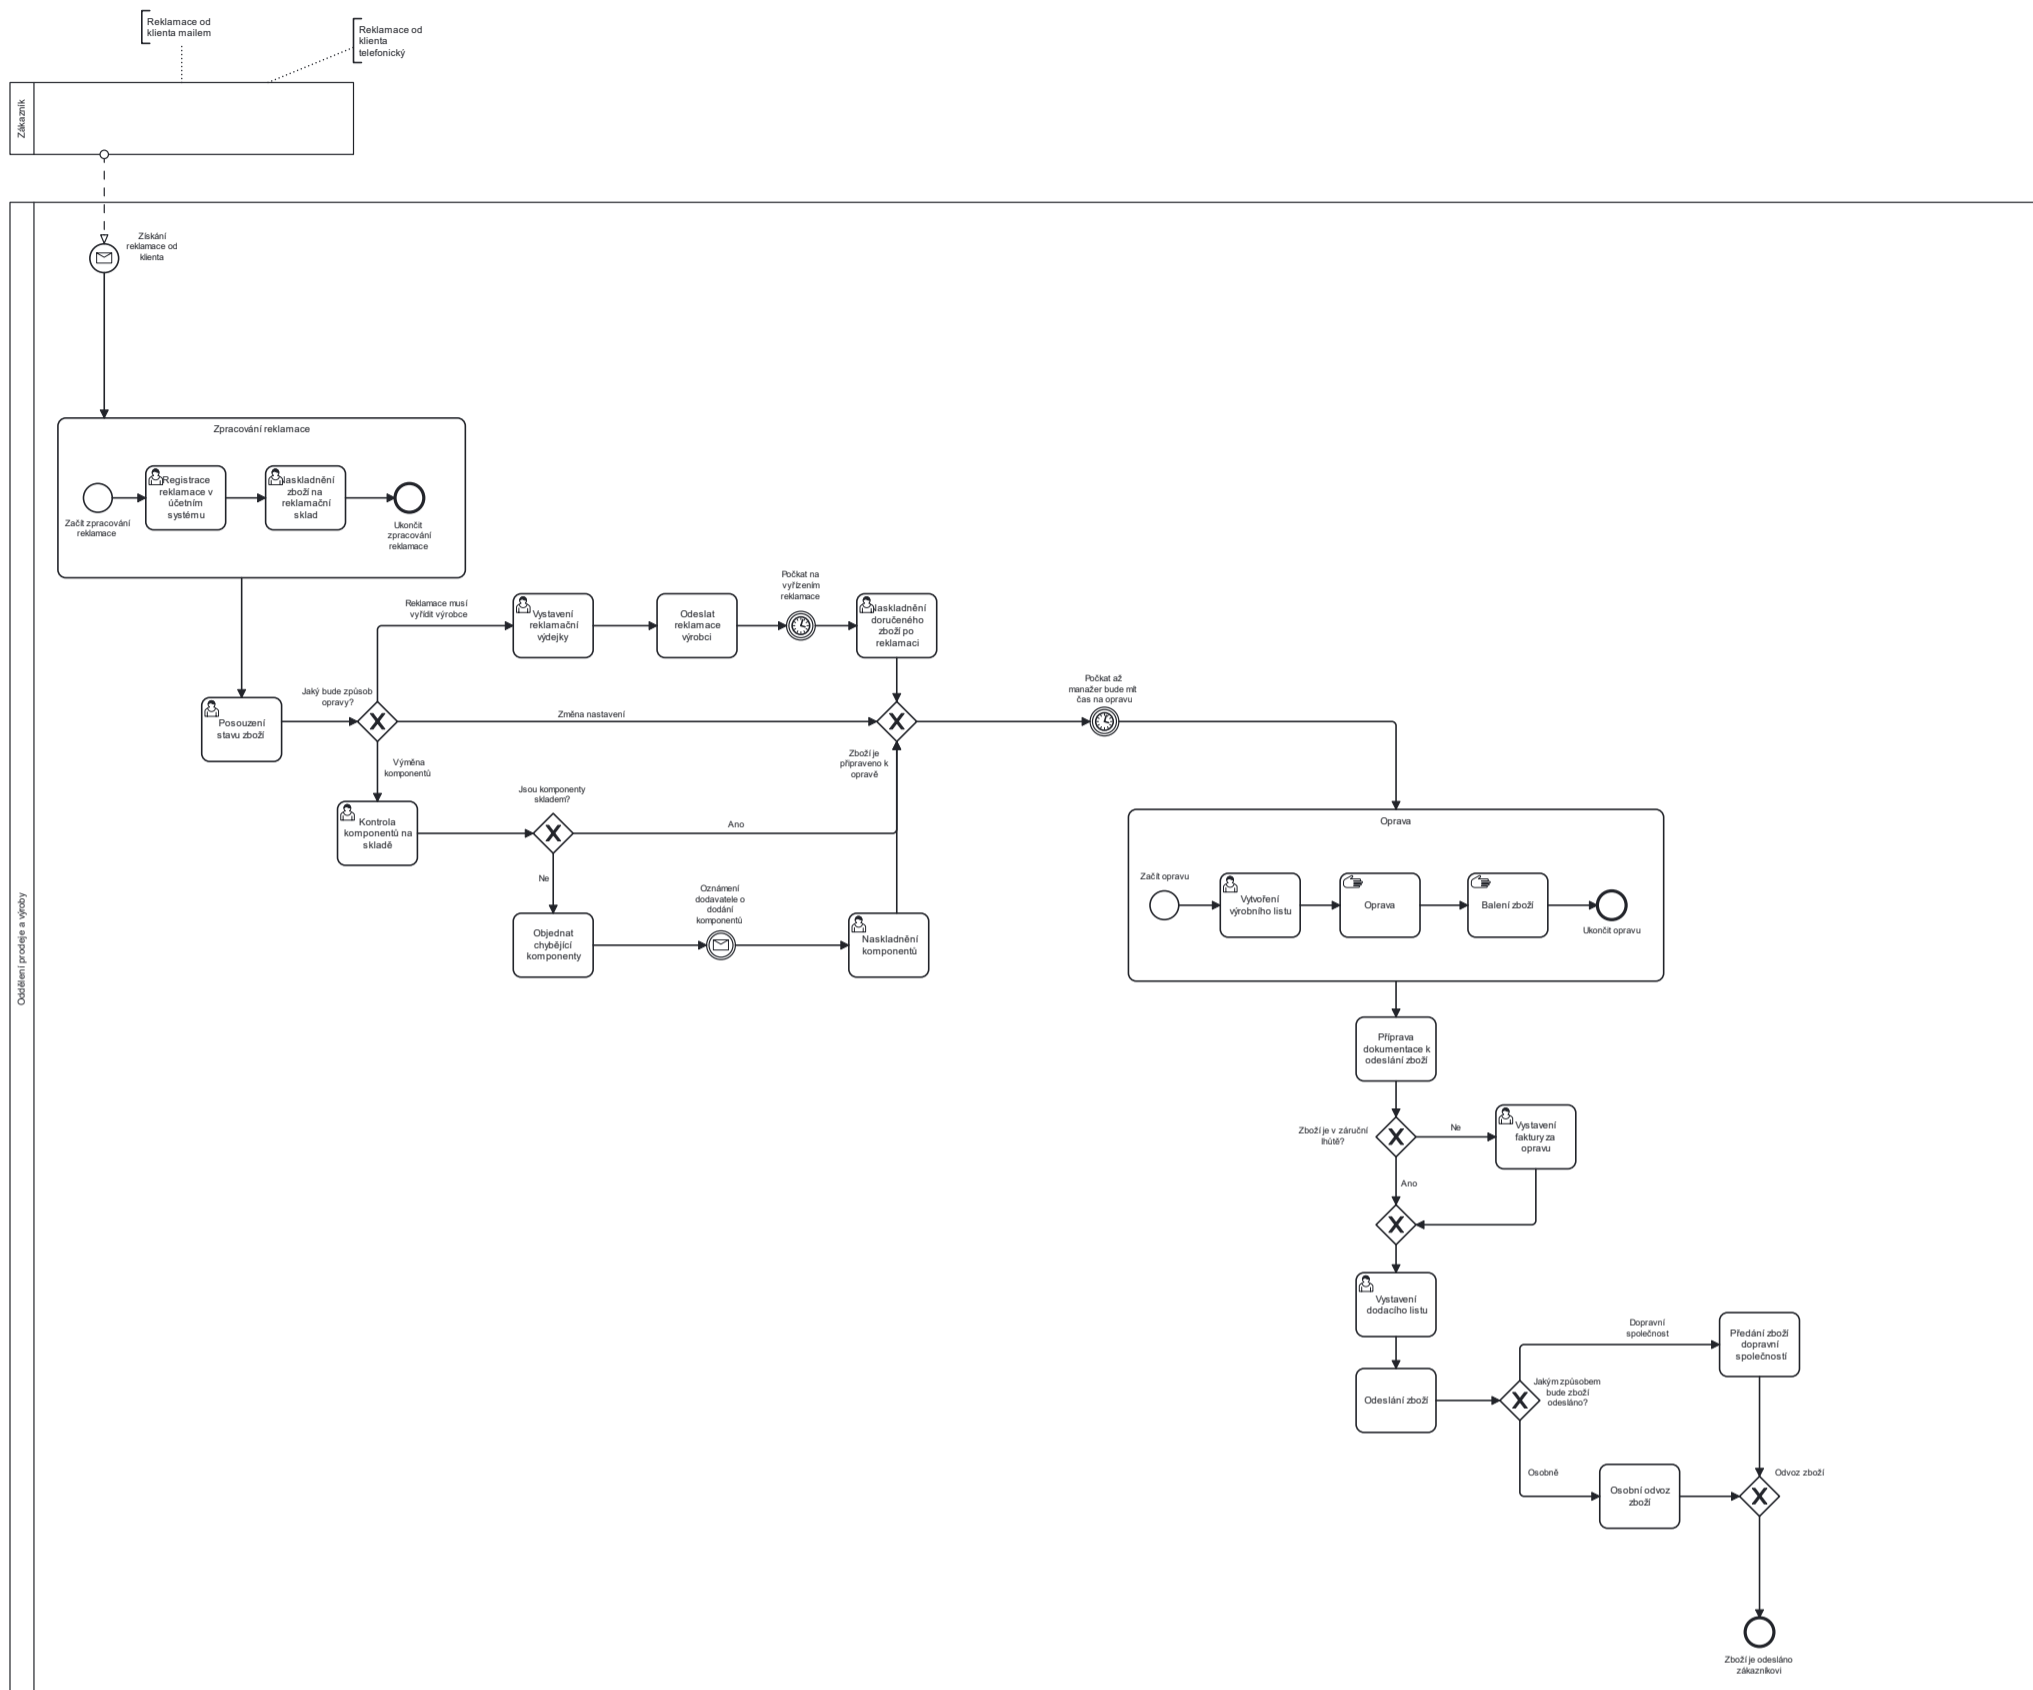 Reklamace od
klienta mailem
Reklamace od
klienta
telefonický
Zákazník
Oddělení prodeje a výroby
Získání
reklamace od
klienta
Zpracování reklamace
Začít zpracování
reklamace
Registrace
reklamace v
účetním
systému
zboží na
reklamační
sklad
Ukončit
zpracování
reklamace
Posouzení
stavu zboží
Jaký bude způsob
opravy?
Reklamace musí
vyřídit výrobce
Vystavení
reklamační
výdejky
Odeslat
reklamace
výrobci
Počkat na
vyřízením
reklamace
doručeného
zboží po
reklamaci
Změna nastavení
Výměna
komponentů
Kontrola
komponentů na
skladě
Jsou komponenty
skladem?
Ano
Ne
Objednat
chybějící
komponenty
Oznámení
dodavatele o
dodání
komponentů
Naskladnění
komponentů
Zboží je
připraveno k
opravě
Počkat až
manažer bude mít
čas na opravu
Oprava
Začít opravu
Vytvoření
výrobního listu
Oprava
Balení zboží
Ukončit opravu
Příprava
dokumentace k
odeslání zboží
Zboží je v záruční
lhůtě?
Ne
Vystavení
faktury za
opravu
Ano
Vystavení
dodacího listu
Odeslání zboží
Jakým způsobem
bude zboží
odesláno?
Dopravní
společnost
Předání zboží
dopravní
společností
Osobně
Osobní odvoz
zboží
Odvoz zboží
Zboží je odesláno
zákazníkovi